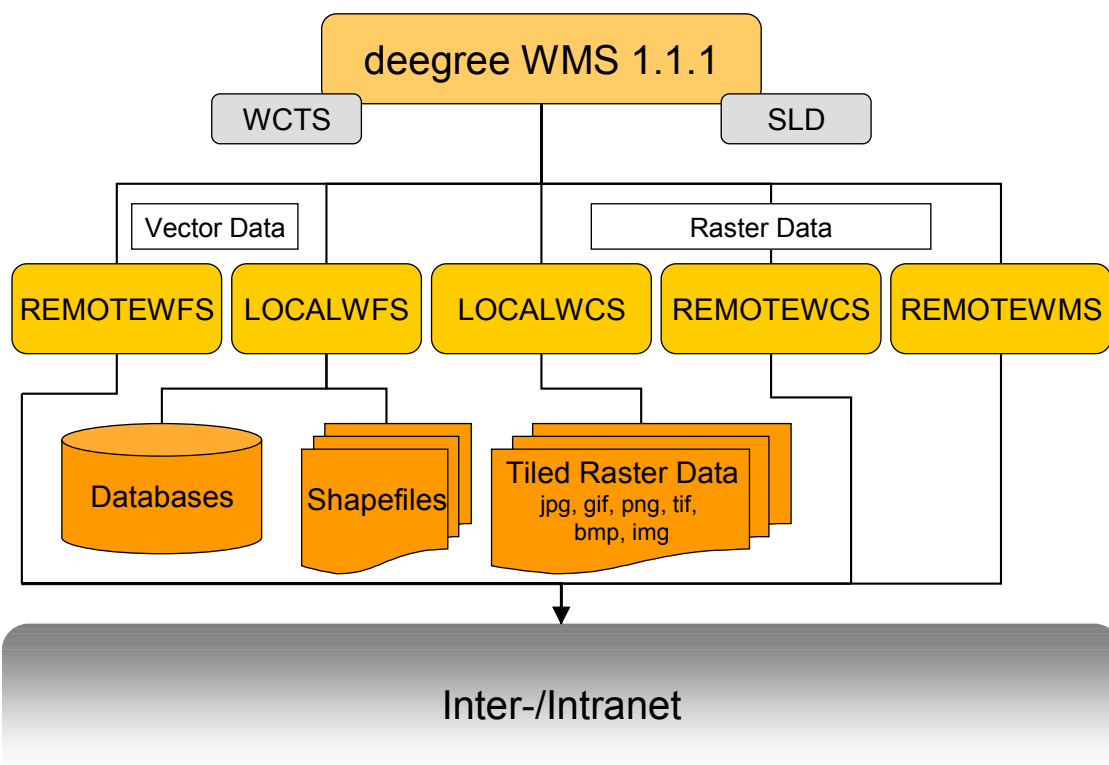 deegree WMS 1.1.1
WCTS
SLD
Vector Data
Raster Data
REMOTEWFS
LOCALWFS
LOCALWCS
REMOTEWCS
REMOTEWMS
Databases
Shapefiles
Tiled Raster Data
jpg, gif, png, tif,
bmp, img
Inter-/Intranet